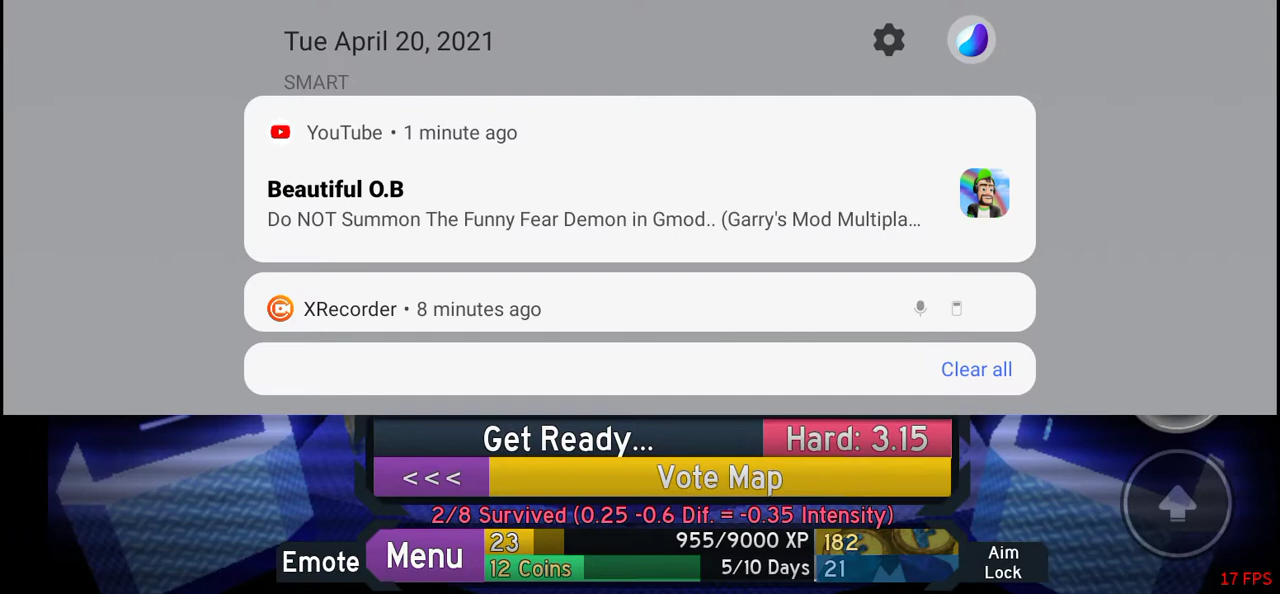 Tue April 20, 2021
SMART
YouTube • 1 minute ago
Beautiful O.B
Do NOT Summon The Funny Fear Demon in Gmod.. (Garry's Mod Multipla...
XRecorder • 8 minutes ago
Clear all
Get Ready... Hard: 3.15
<<< Vote Map
2/8 Survived (0.25 -0.6 Dif. = -0.35 Intensity)
Emote Menu 23 955/9000 XP 182 Aim Lock
12 Coins 5/10 Days 21
17 FPS